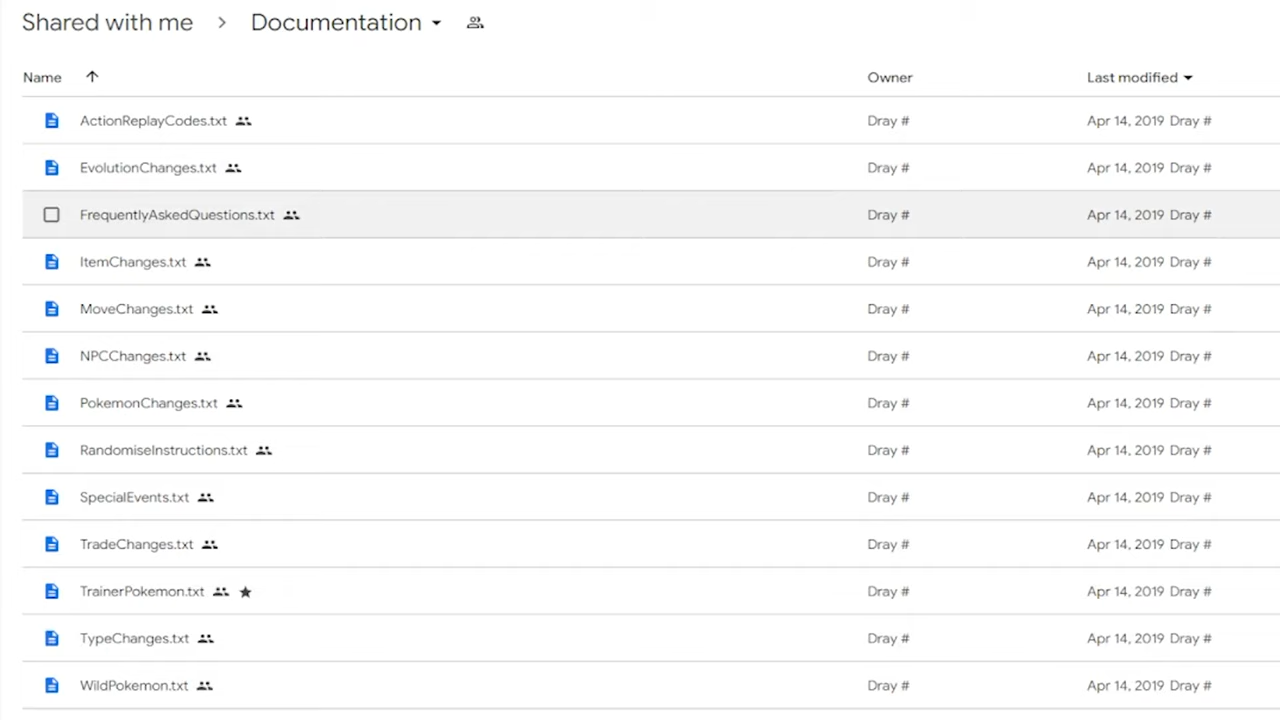 Shared with me > Documentation
Name Owner Last modified
ActionReplayCodes.txt Dray # Apr 14, 2019 Dray #
EvolutionChanges.txt Dray # Apr 14, 2019 Dray #
FrequentlyAskedQuestions.txt Dray # Apr 14, 2019 Dray #
ItemChanges.txt Dray # Apr 14, 2019 Dray #
MoveChanges.txt Dray # Apr 14, 2019 Dray #
NPCChanges.txt Dray # Apr 14, 2019 Dray #
PokemonChanges.txt Dray # Apr 14, 2019 Dray #
RandomiseInstructions.txt Dray # Apr 14, 2019 Dray #
SpecialEvents.txt Dray # Apr 14, 2019 Dray #
TradeChanges.txt Dray # Apr 14, 2019 Dray #
TrainerPokemon.txt Dray # Apr 14, 2019 Dray #
TypeChanges.txt Dray # Apr 14, 2019 Dray #
WildPokemon.txt Dray # Apr 14, 2019 Dray #